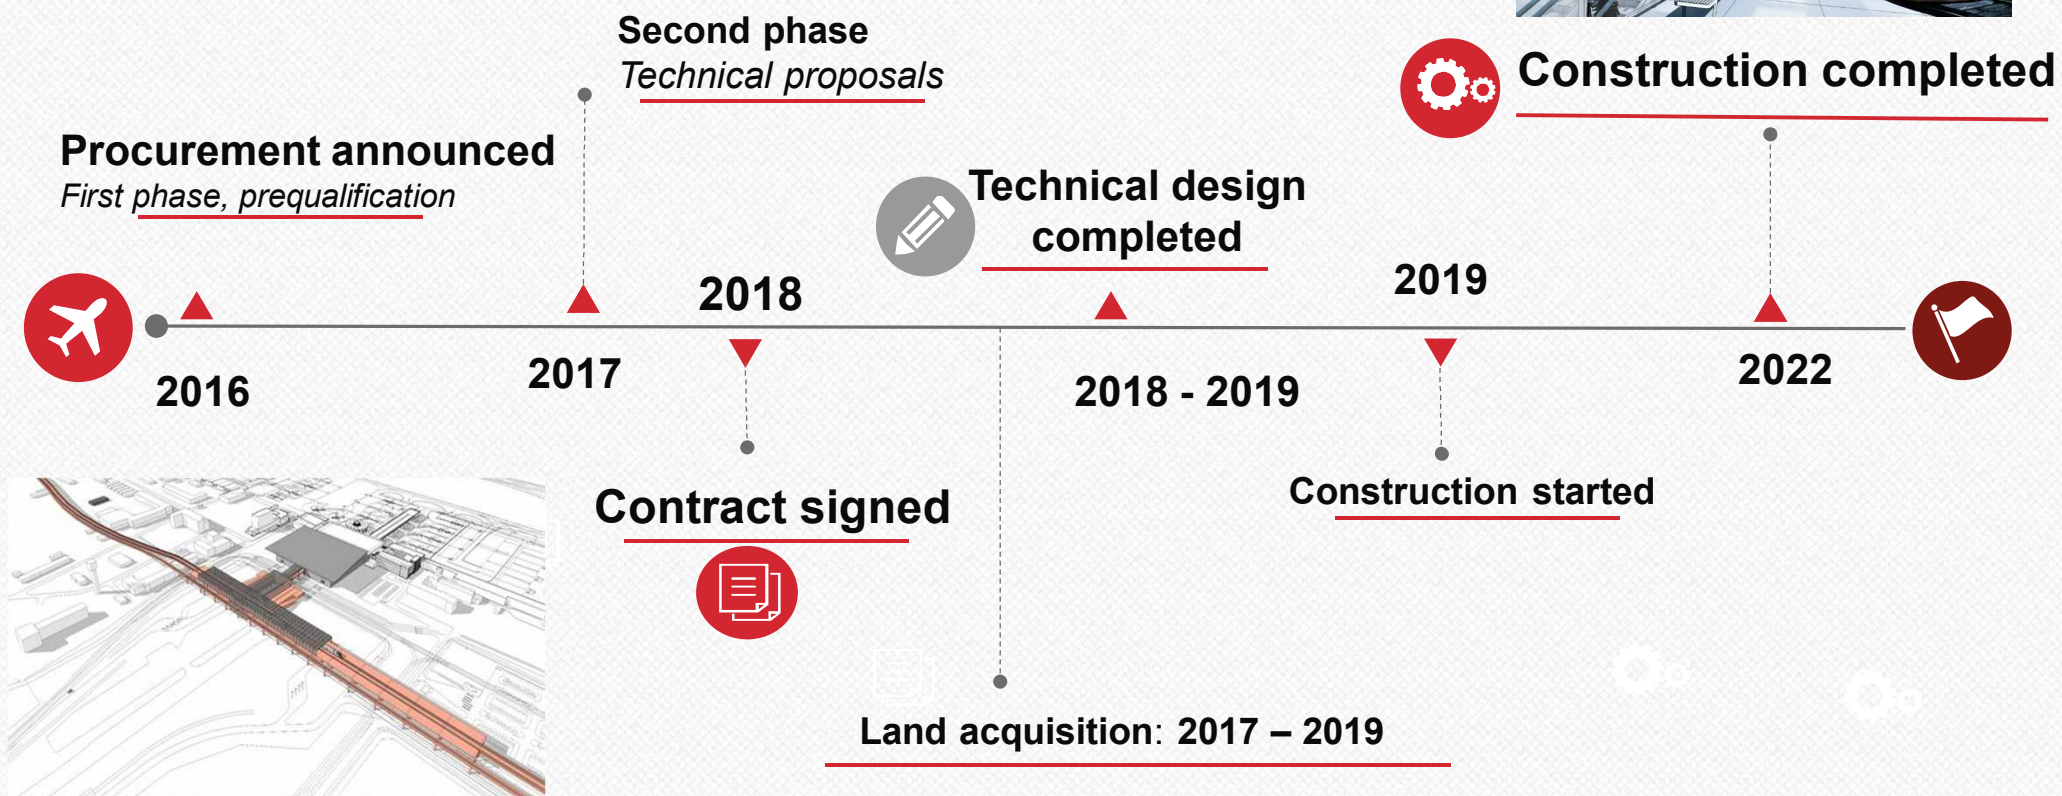 Second phase
Technical proposals
Construction completed
Procurement announced
First phase, prequalification
Technical design
completed
2018
2019
2016
2017
2018 - 2019
2022
Contract signed
Construction started
Land acquisition: 2017 – 2019